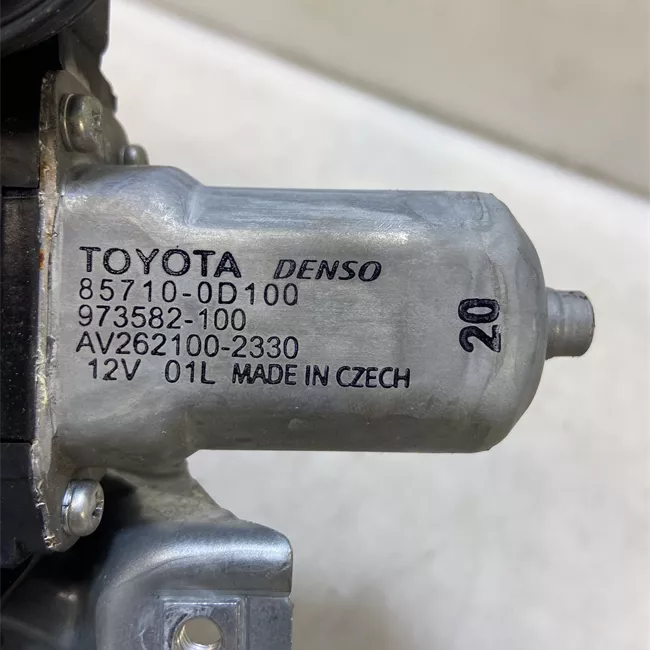 TOYOTA DENSO
85710-0D100
973582-100
AV262100-2330
12V 01L MADE IN CZECH
20